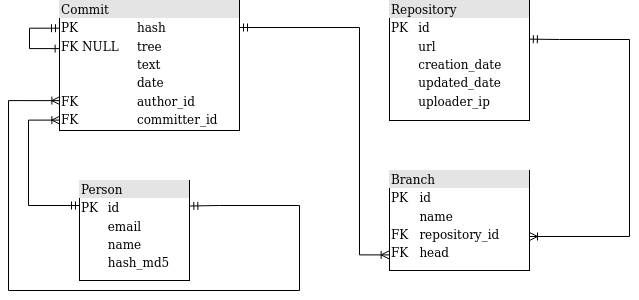 Commit
PK hash
FK NULL tree
text
date
FK author_id
FK committer_id
Repository
PK id
url
creation_date
updated_date
uploader_ip
Person
PK id
email
name
hash_md5
Branch
PK id
name
FK repository_id
FK head